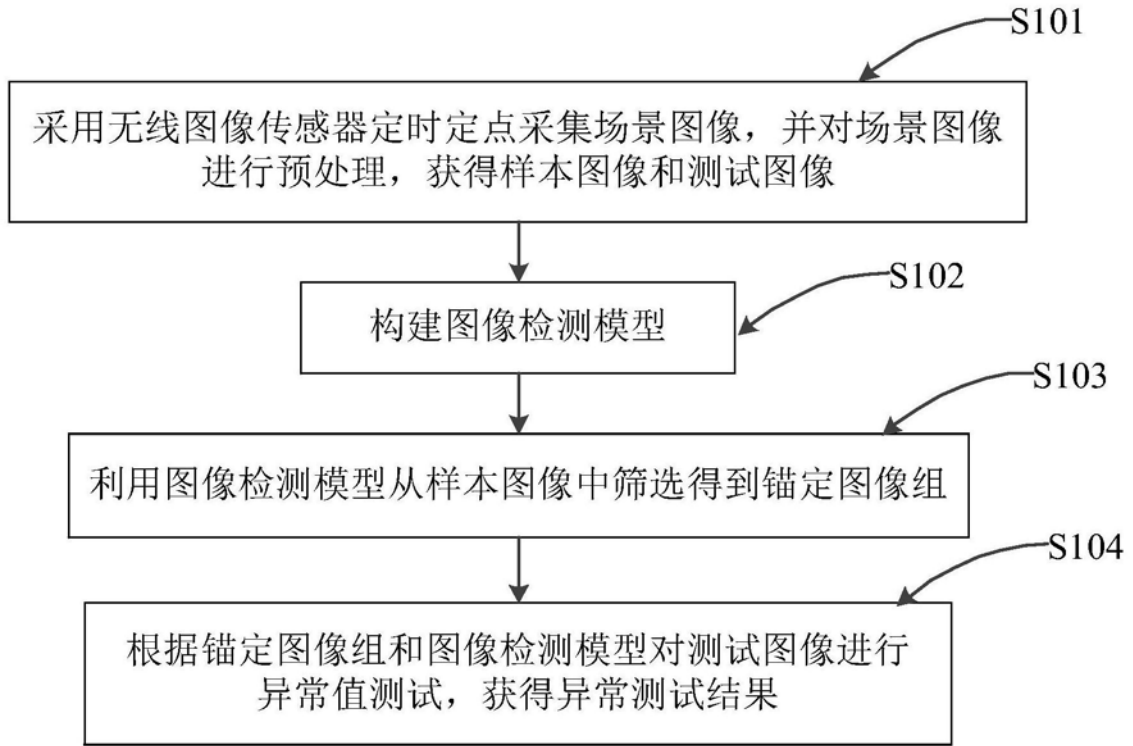 S101
采用无线图像传感器定时定点采集场景图像，并对场景图像
进行预处理，获得样本图像和测试图像
S102
构建图像检测模型
S103
利用图像检测模型从样本图像中筛选得到锚定图像组
S104
根据锚定图像组和图像检测模型对测试图像进行
异常值测试，获得异常测试结果